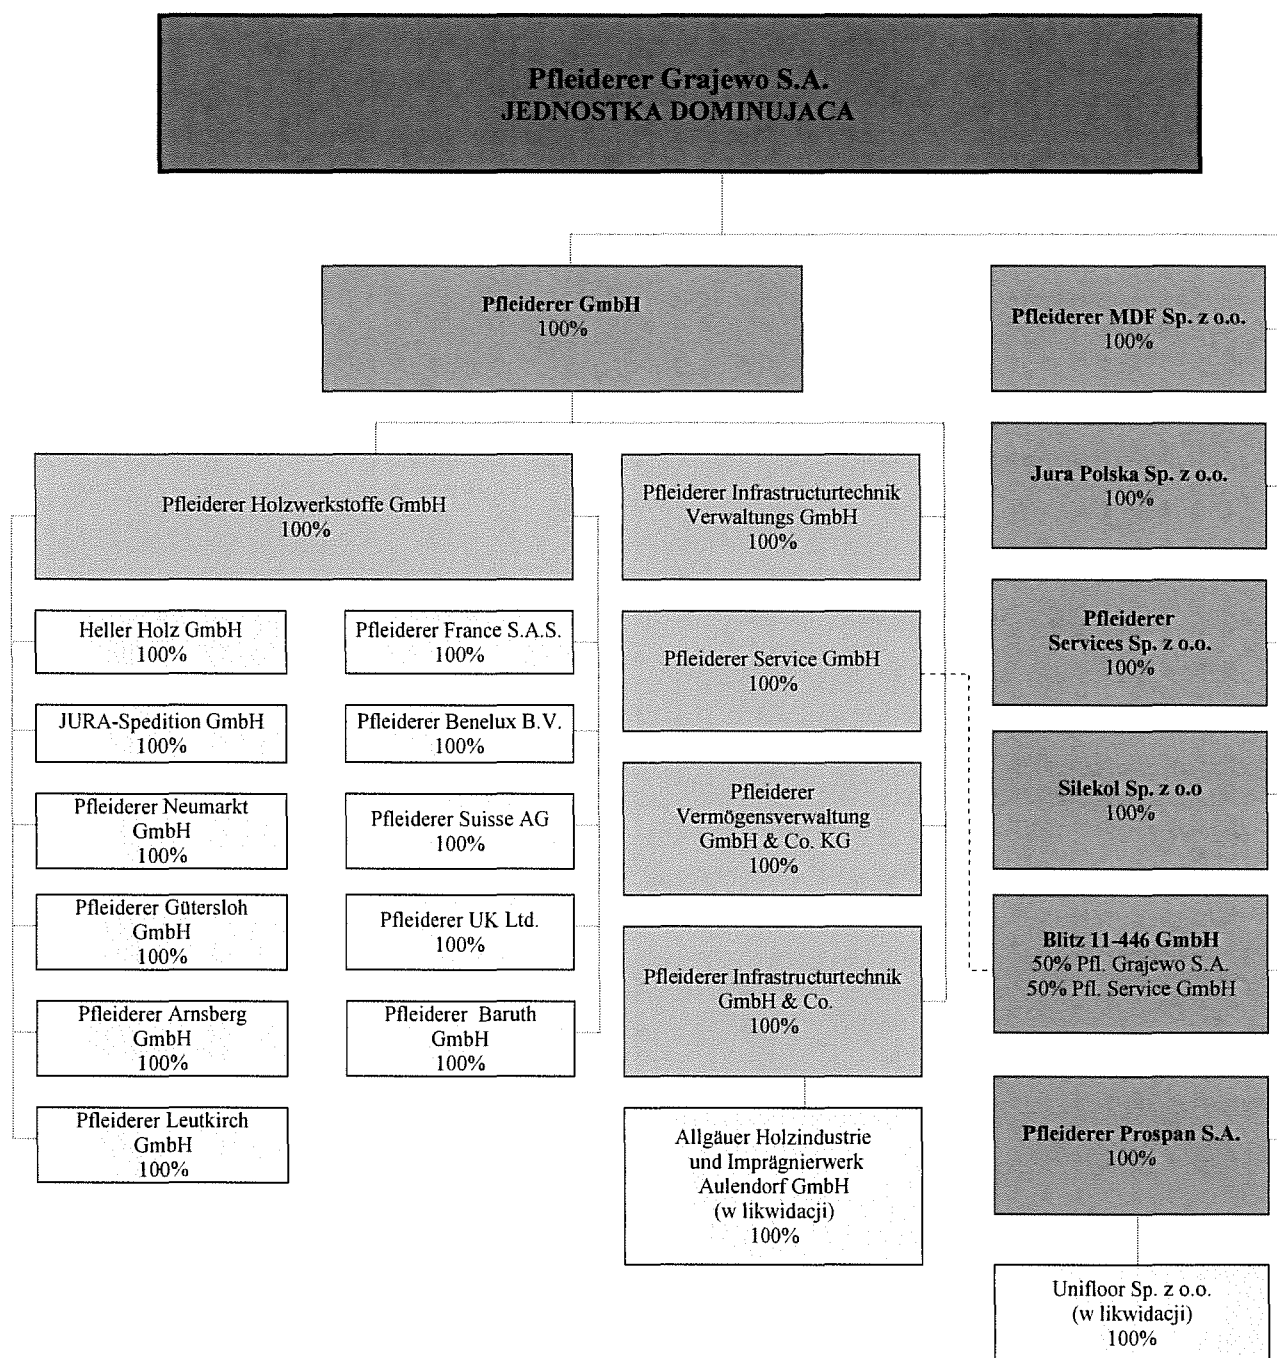 Pfleiderer Grajewo S.A.
JEDNOSTKA DOMINUJACA
Pfleiderer GmbH
100%
Pfleiderer Holzwerkstoffe GmbH
100%
Heller Holz GmbH
100%
JURA-Spedition GmbH
100%
Pfleiderer Neumarkt
GmbH
100%
Pfleiderer Gütersloh
GmbH
100%
Pfleiderer Arnsberg
GmbH
100%
Pfleiderer Leutkirch
GmbH
100%
Pfleiderer France S.A.S.
100%
Pfleiderer Benelux B.V.
100%
Pfleiderer Suisse AG
100%
Pfleiderer UK Ltd.
100%
Pfleiderer Baruth
GmbH
100%
Pfleiderer Infrastructurtechnik
Verwaltungs GmbH
100%
Pfleiderer Service GmbH
100%
Pfleiderer
Vermögensverwaltung
GmbH & Co. KG
100%
Pfleiderer Infrastructurtechnik
GmbH & Co.
100%
Allgäuer Holzindustrie
und Imprägnierwerk
Aulendorf GmbH
(w likwidacji)
100%
Pfleiderer MDF Sp. z o.o.
100%
Jura Polska Sp. z o.o.
100%
Pfleiderer
Services Sp. z o.o.
100%
Silekol Sp. z o.o
100%
Blitz 11-446 GmbH
50% Pfl. Grajewo S.A.
50% Pfl. Service GmbH
Pfleiderer Prospan S.A.
100%
Unifloor Sp. z o.o.
(w likwidacji)
100%